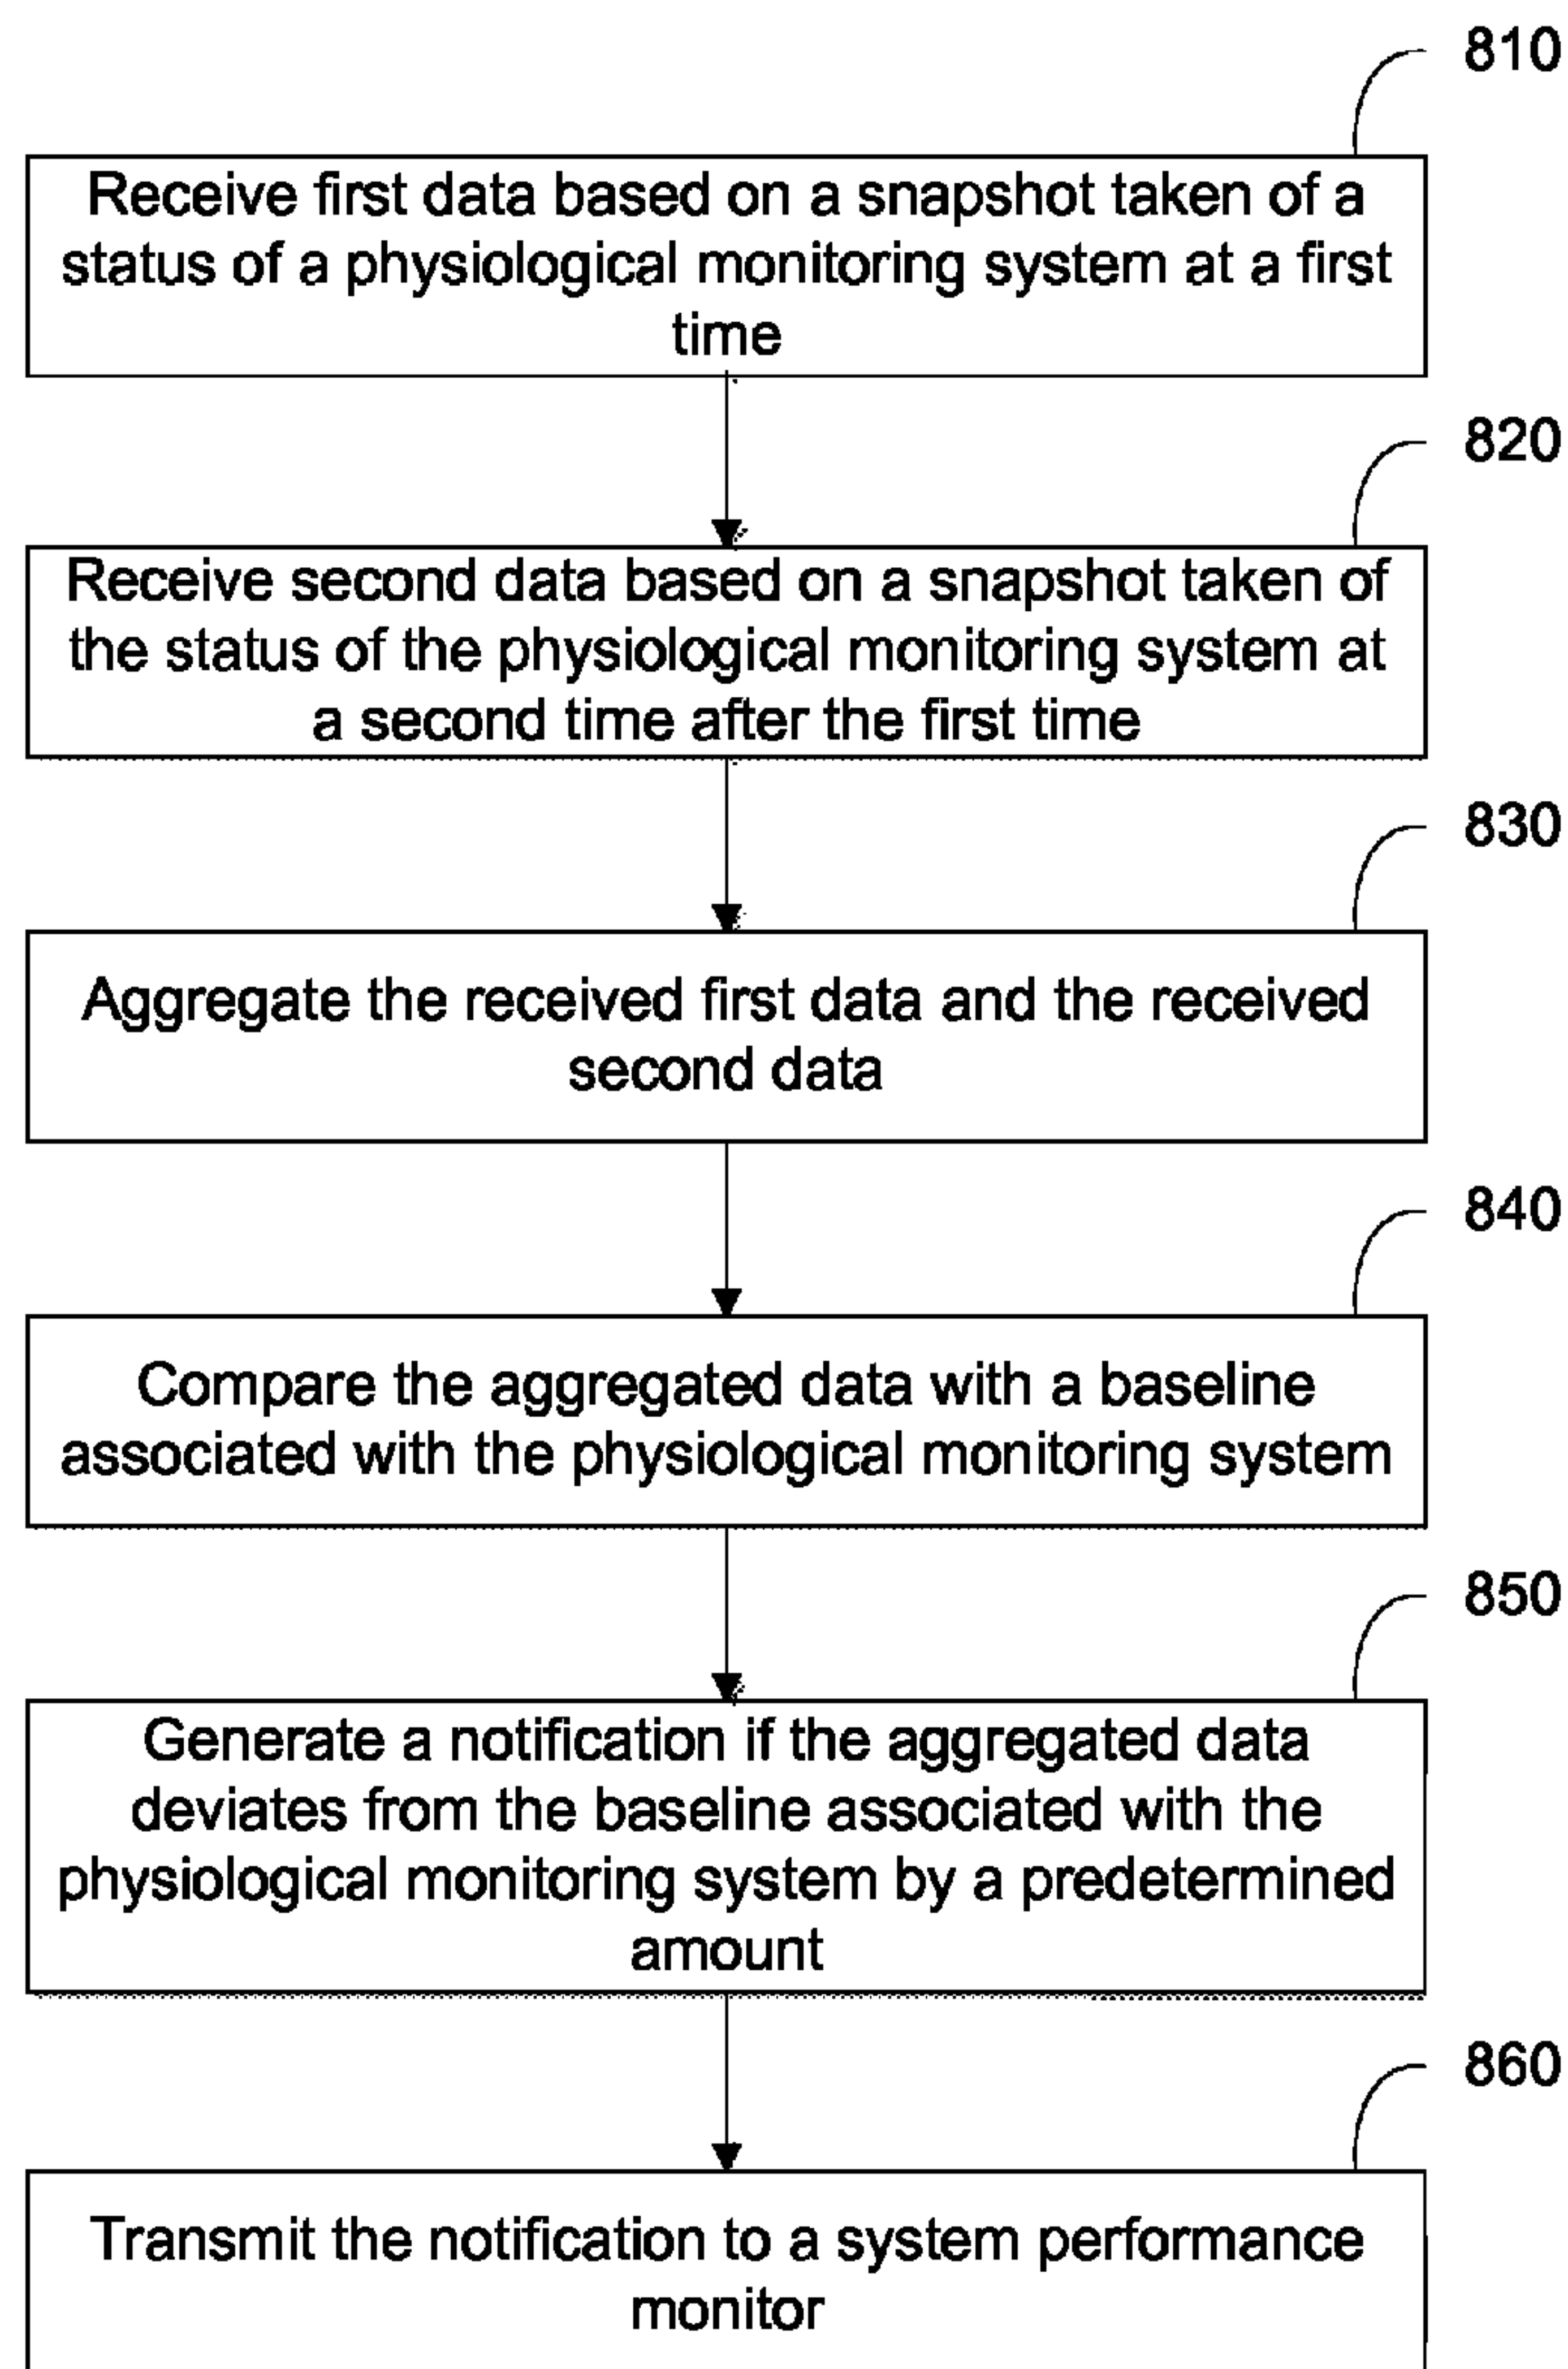 810
Receive first data based on a snapshot taken of a
status of a physiological monitoring system at a first
time
820
Receive second data based on a snapshot taken of
the status of the physiological monitoring system at
a second time after the first time
830
Aggregate the received first data and the received
second data
840
Compare the aggregated data with a baseline
associated with the physiological monitoring system
850
Generate a notification if the aggregated data
deviates from the baseline associated with the
physiological monitoring system by a predetermined
amount
860
Transmit the notification to a system performance
monitor